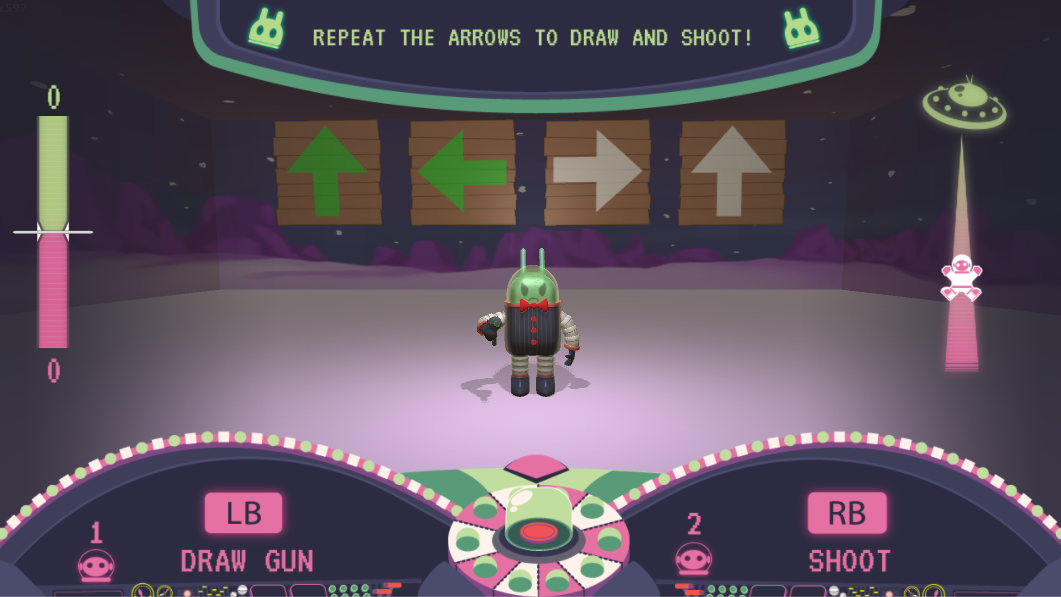 REPEAT THE ARROWS TO DRAW AND SHOOT!
0
0
LB
1
DRAW GUN
RB
2
SHOOT